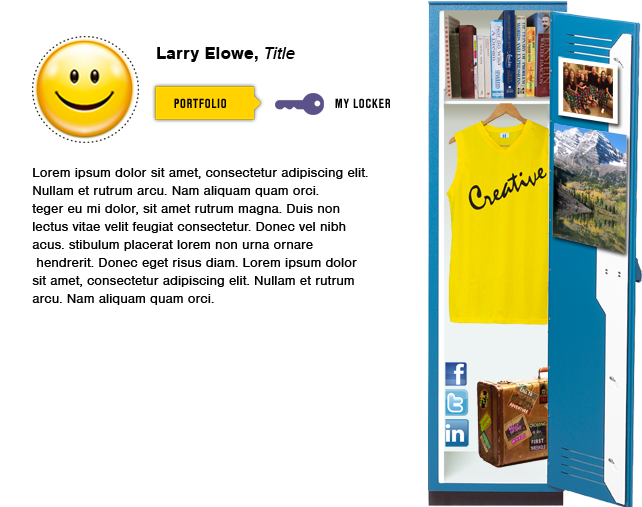 Larry Elowe, Title
PORTFOLIO
MY LOCKER
Lorem ipsum dolor sit amet, consectetur adipiscing elit.
Nullam et rutrum arcu. Nam aliquam quam orci.
teger eu mi dolor, sit amet rutrum magna. Duis non
lectus vitae velit feugiat consectetur. Donec vel nibh
acus. stibulum placerat lorem non urna ornare
hendrerit. Donec eget risus diam. Lorem ipsum dolor
sit amet, consectetur adipiscing elit. Nullam et rutrum
arcu. Nam aliquam quam orci.
Creative
f
t
in
ADVENTURE
FIRST